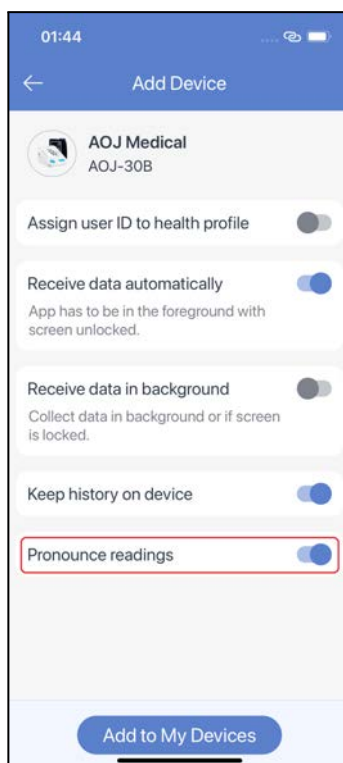 01:44
Add Device
AOJ Medical
AOJ-30B
Assign user ID to health profile
Receive data automatically
App has to be in the foreground with
screen unlocked.
Receive data in background
Collect data in background or if screen
is locked.
Keep history on device
Pronounce readings
Add to My Devices